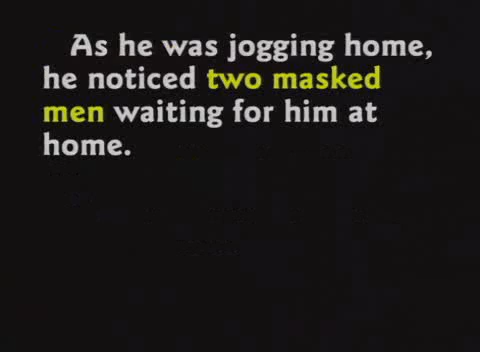 As he was jogging home,
he noticed two masked
men waiting for him at
home.